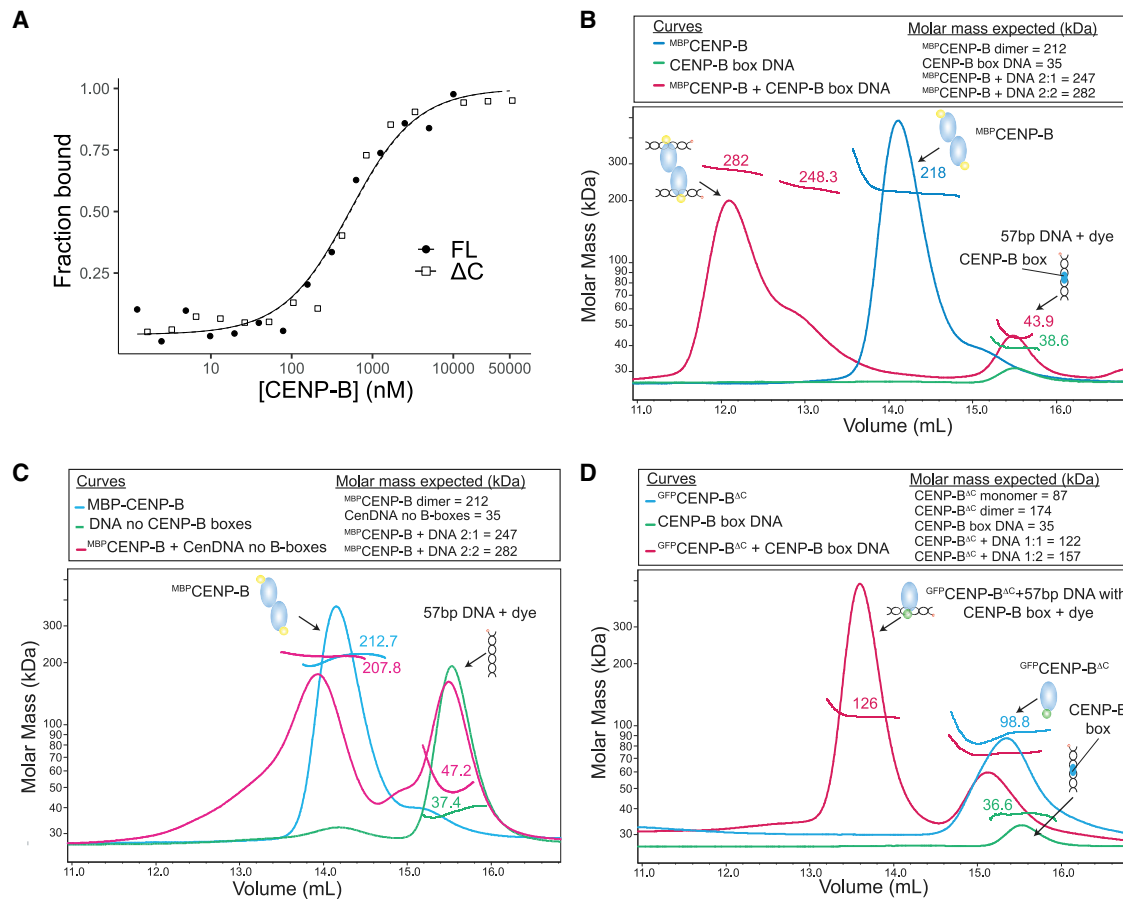 A
1.00
0.75
0.50
0.25
Fraction bound
FL
ΔC
10
100
1000
10000
50000
[CENP-B] (nM)
B
Curves
MBPCENP-B
CENP-B box DNA
MBPCENP-B + CENP-B box DNA
Molar mass expected (kDa)
MBPCENP-B dimer = 212
CENP-B box DNA = 35
MBPCENP-B + DNA 2:1 = 247
MBPCENP-B + DNA 2:2 = 282
Molar Mass (kDa)
300
200
100
90
80
70
60
50
40
30
282
248.3
218
MBPCENP-B
57bp DNA + dye
CENP-B box
43.9
38.6
11.0
12.0
13.0
14.0
15.0
16.0
Volume (mL)
C
Curves
MBP-CENP-B
DNA no CENP-B boxes
MBPCENP-B + CenDNA no B-boxes
Molar mass expected (kDa)
MBPCENP-B dimer = 212
CenDNA no B-boxes = 35
MBPCENP-B + DNA 2:1 = 247
MBPCENP-B + DNA 2:2 = 282
Molar Mass (kDa)
300
200
100
90
80
70
60
50
40
30
MBPCENP-B
57bp DNA + dye
212.7
207.8
47.2
37.4
11.0
12.0
13.0
14.0
15.0
16.0
Volume (mL)
D
Curves
GFPCENP-BΔC
CENP-B box DNA
GFPCENP-BΔC + CENP-B box DNA
Molar mass expected (kDa)
CENP-BΔC monomer = 87
CENP-BΔC dimer = 174
CENP-B box DNA = 35
CENP-BΔC + DNA 1:1 = 122
CENP-BΔC + DNA 1:2 = 157
Molar Mass (kDa)
300
200
100
90
80
70
60
50
40
30
GFPCENP-BΔC+57bp DNA with
CENP-B box + dye
GFPCENP-BΔC
CENP-B
box
126
98.8
36.6
11.0
12.0
13.0
14.0
15.0
16.0
Volume (mL)